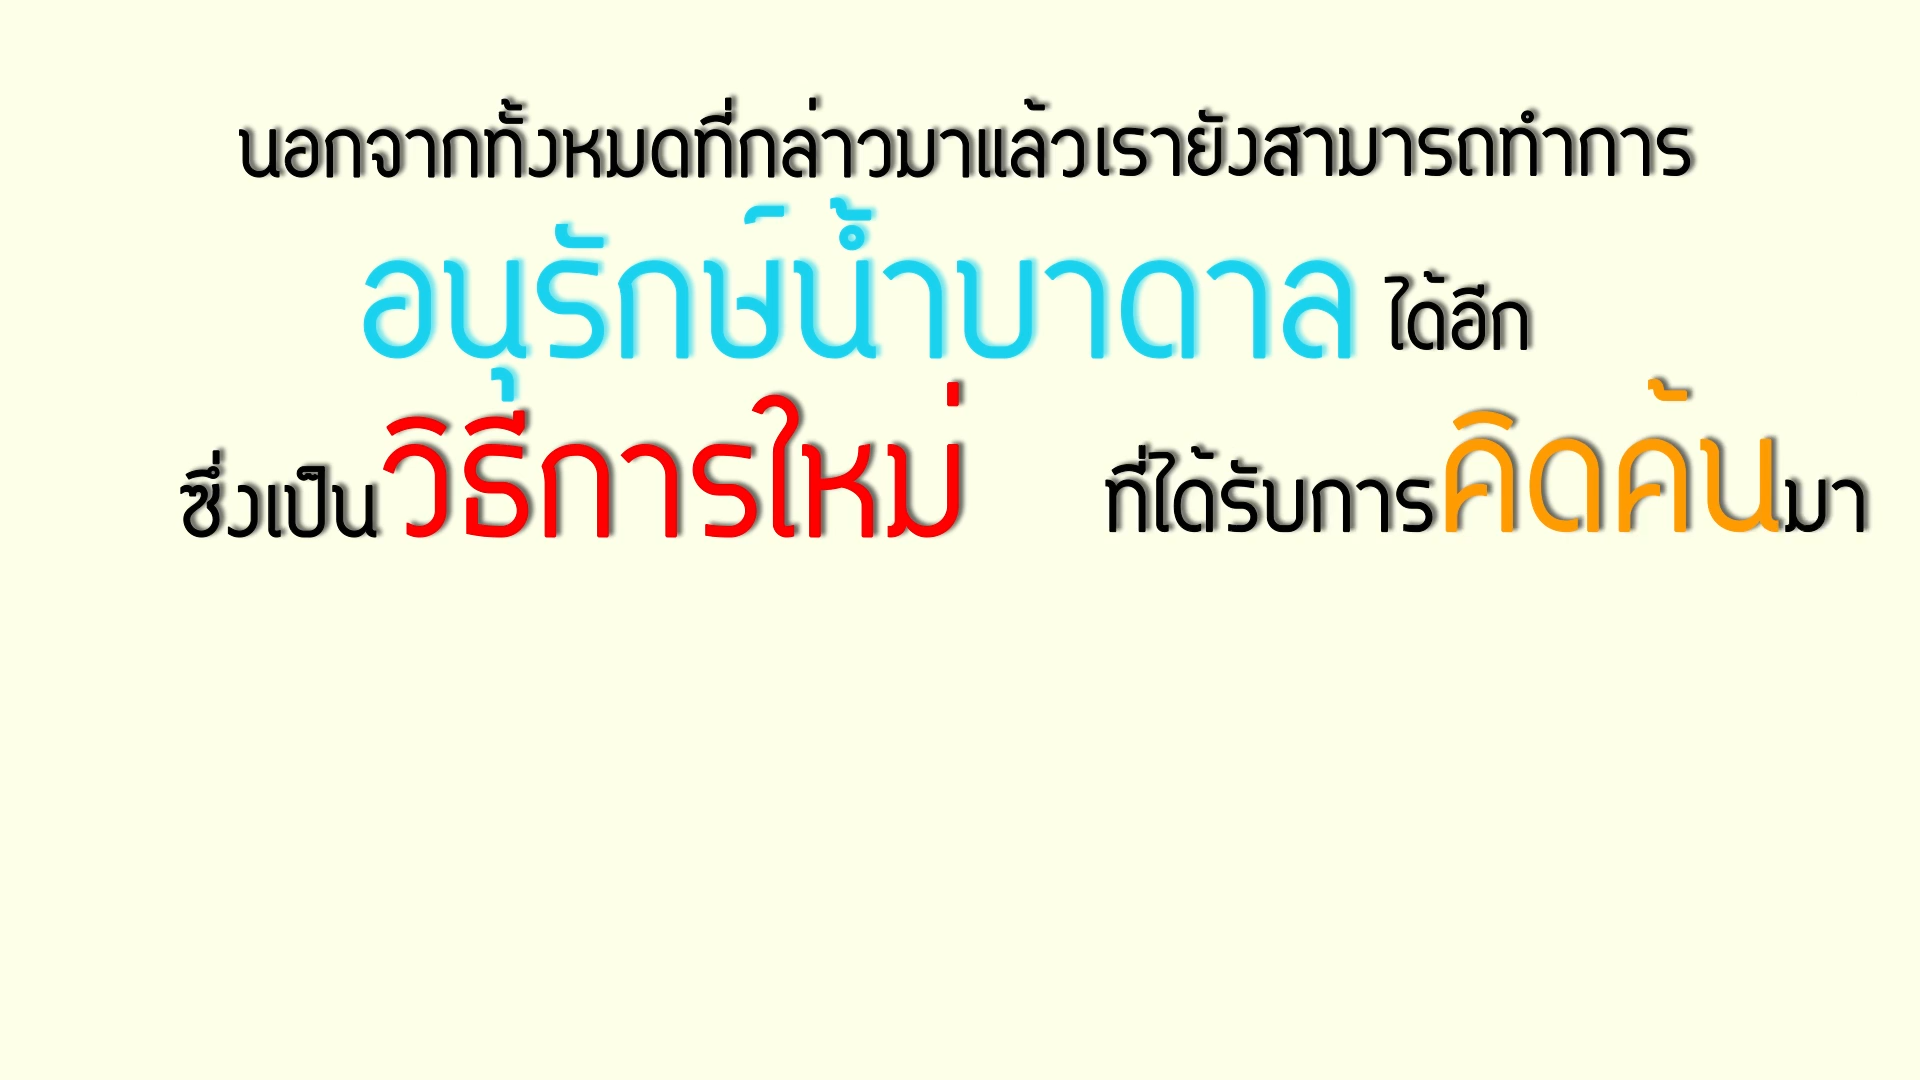 นอกจากทั้งหมดที่กล่าวมาแล้วเรายังสามารถทำการ
อนุรักษ์น้ำบาดาล ได้อีก
ซึ่งเป็นวิธีการใหม่ ที่ได้รับการคิดค้นมา